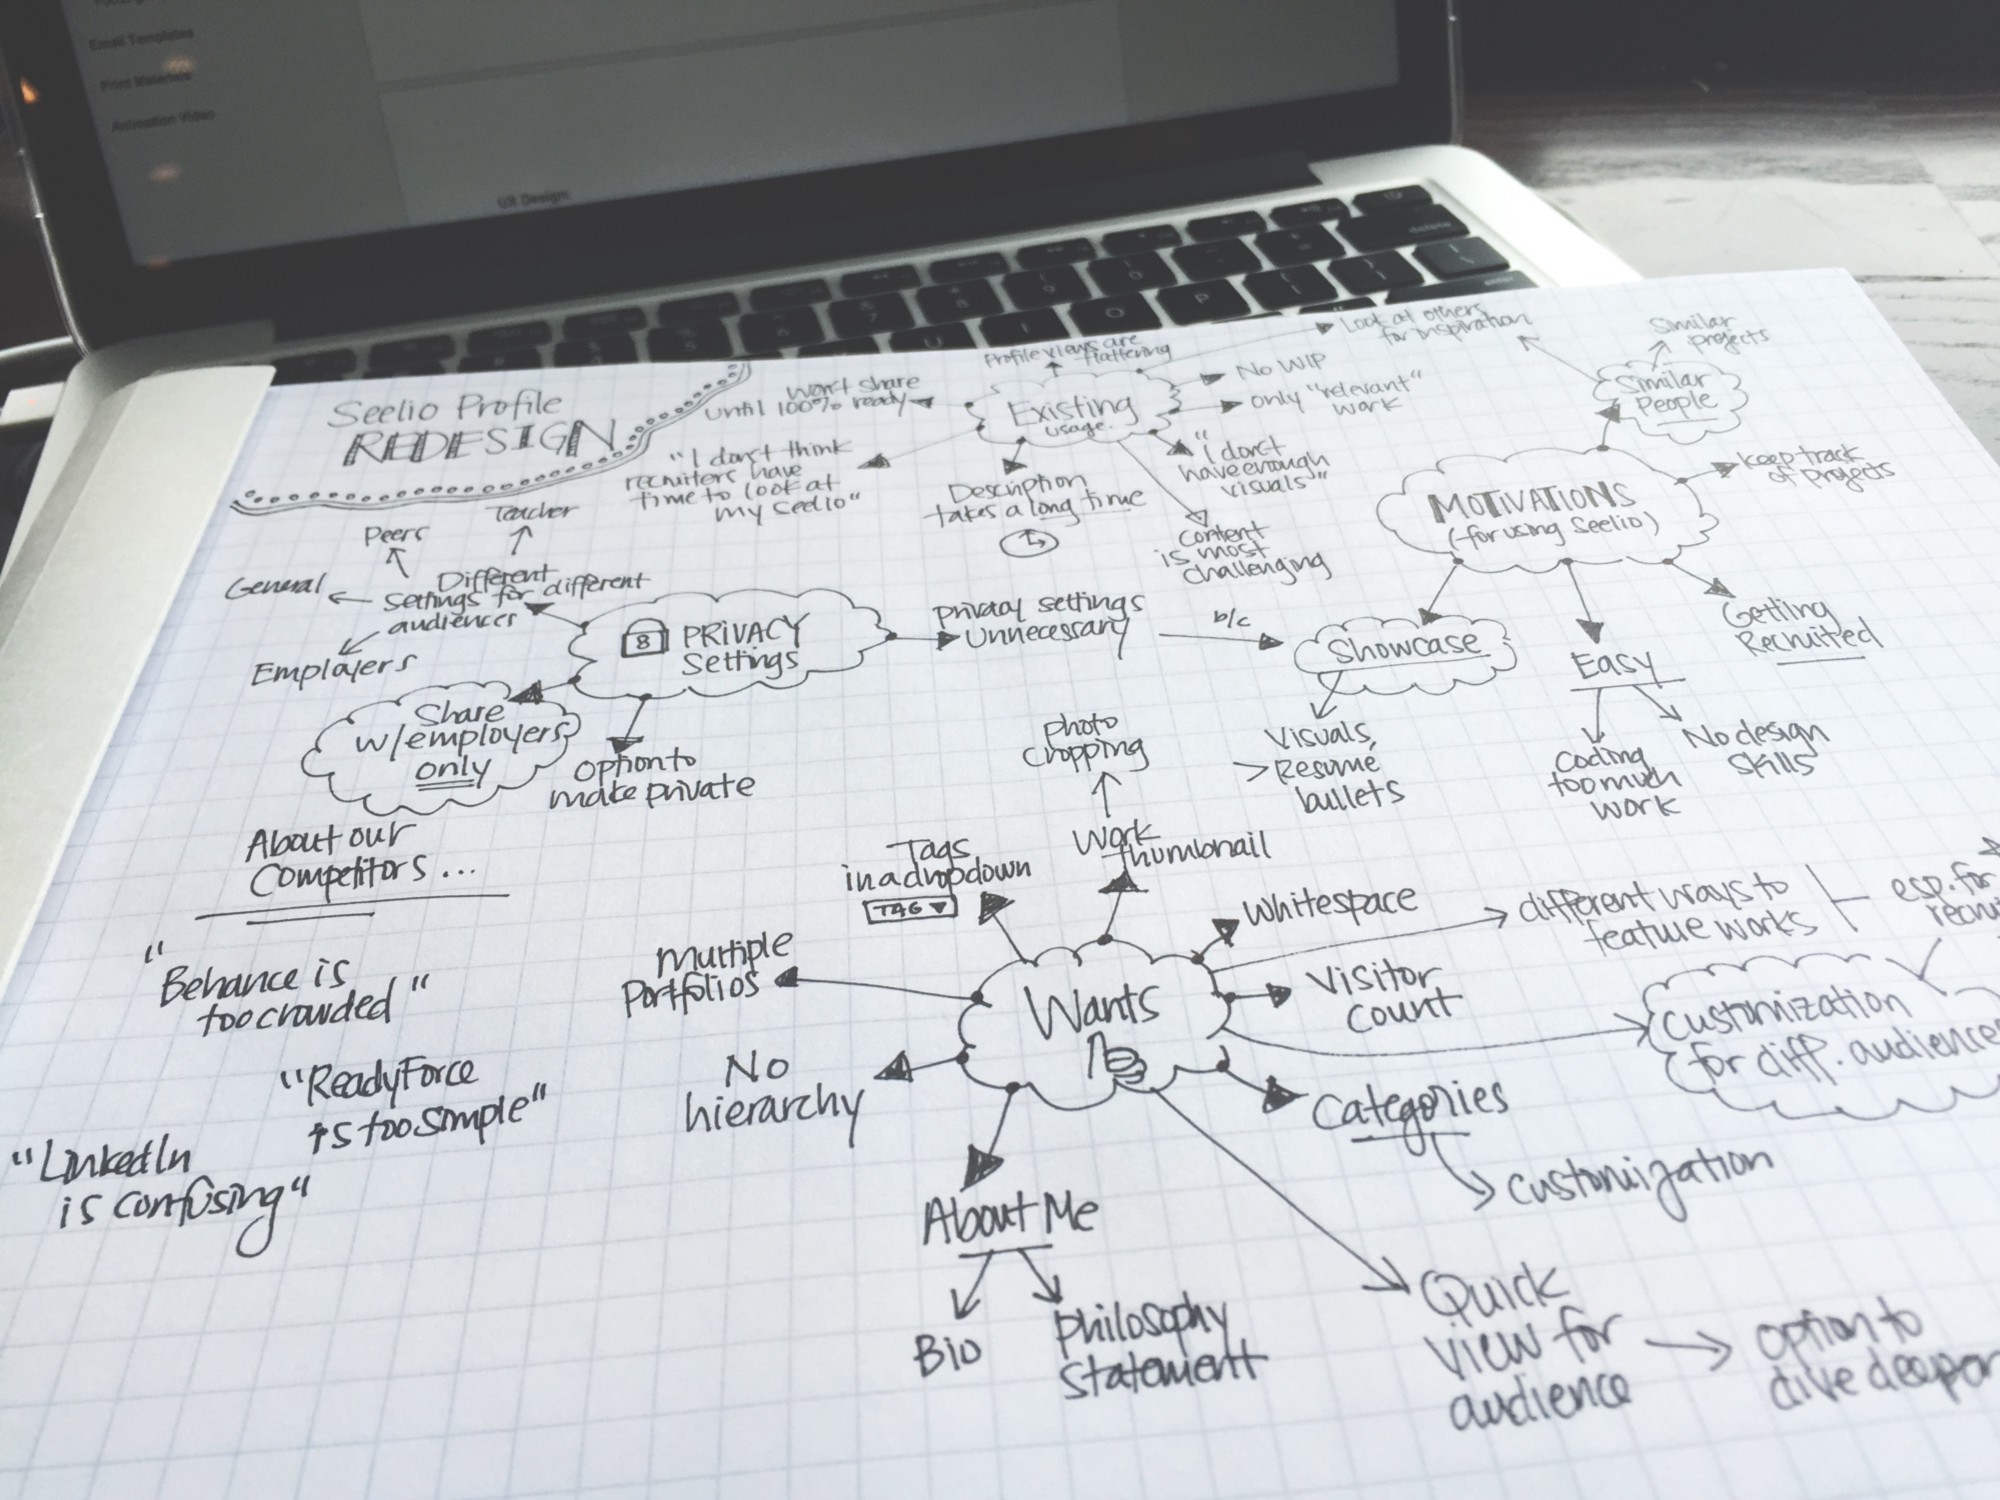 Email Templates
Print Materials
Animation Video
UX Design
Seelio Profile
REDESIGN
Won't share
until 100% ready
Profile views are
flattering
Look at others
for inspiration
Similar
projects
Existing
usage
No WIP
only "relevant"
work
Similar
People
"I don't think
recruiters have
time to look at
my Seelio"
Description
takes a long time
"I don't
have enough
visuals"
Content
is most
challenging
MOTIVATIONS
(for using Seelio)
keep track
of projects
Peers
Teacher
General
Different
settings for different
audiences
Employers
8
PRIVACY
Settings
Privacy settings
Unnecessary
b/c
Showcase
Easy
Getting
Recruited
Share
w/employers
only
option to
make private
Photo
Cropping
Visuals
> Resumé
bullets
Coding
too much
work
No design
skills
About our
Competitors...
Tags
in a dropdown
TAG ▼
Work
thumbnail
Whitespace
different ways to
feature works
esp. for
"Behance is
too crowded"
Multiple
Portfolios
Wants
Visitor
Count
Customization
for diff. audiences
"ReadyForce
is too simple"
No
hierarchy
Categories
customization
"LinkedIn
is confusing"
About Me
Bio
Philosophy
Statement
Quick
view for
audience
option to
dive deeper